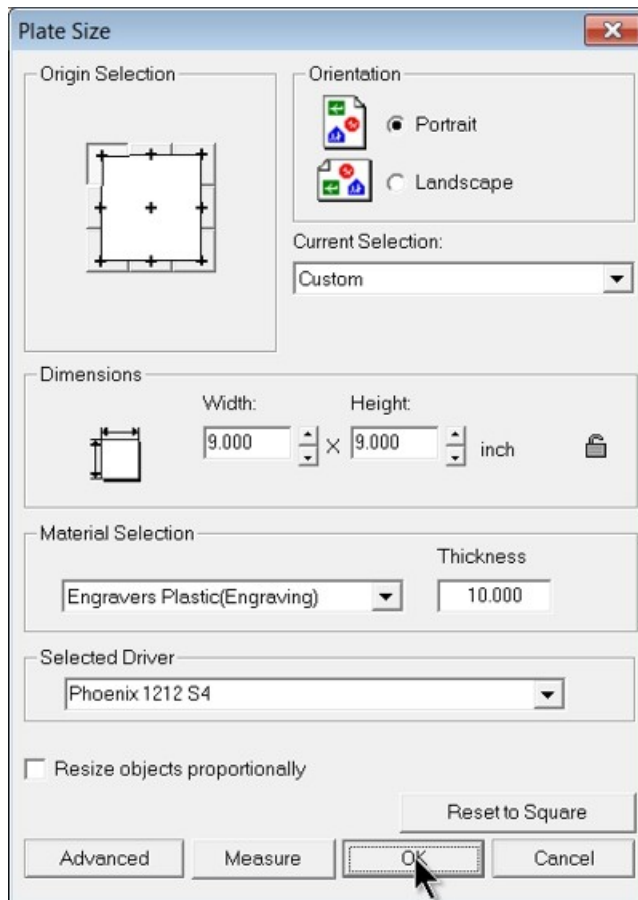 Plate Size
Origin Selection
Orientation
Portrait
Landscape
Current Selection:
Custom
Dimensions
Width:
Height:
9.000
X
9.000
inch
Material Selection
Thickness
Engravers Plastic(Engraving)
10.000
Selected Driver
Phoenix 1212 S4
Resize objects proportionally
Reset to Square
Advanced
Measure
OK
Cancel